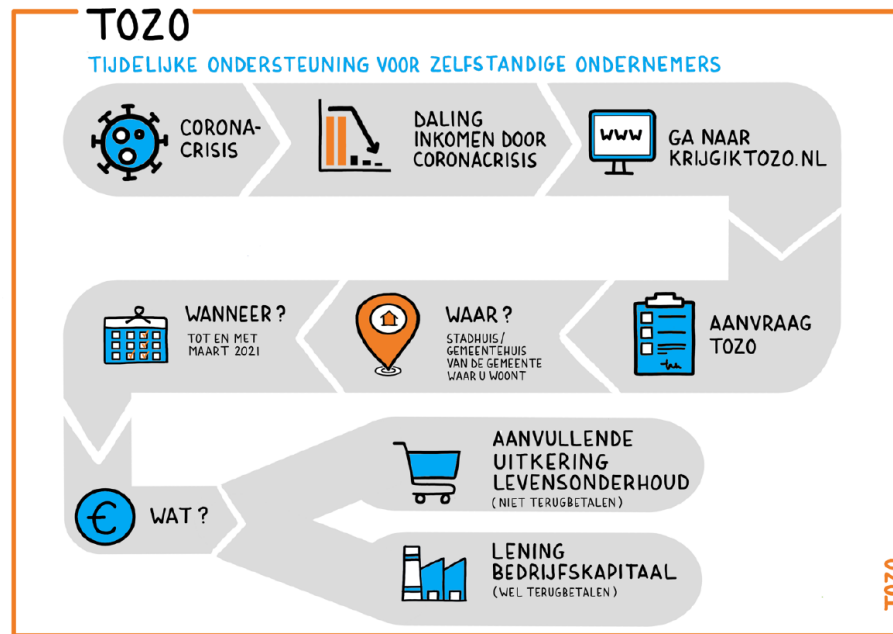 TOZO
TIJDELIJKE ONDERSTEUNING VOOR ZELFSTANDIGE ONDERNEMERS
CORONA-
CRISIS
DALING
INKOMEN DOOR
CORONACRISIS
WWW
GA NAAR
KRIJGIKTOZO.NL
AANVRAAG
TOZO
WAAR?
STADHUIS/
GEMEENTEHUIS
VAN DE GEMEENTE
WAAR U WOONT
WANNEER?
TOT EN MET
MAART 2021
€
WAT?
AANVULLENDE
UITKERING
LEVENSONDERHOUD
(NIET TERUGBETALEN)
LENING
BEDRIJFSKAPITAAL
(WEL TERUGBETALEN)
TOZO